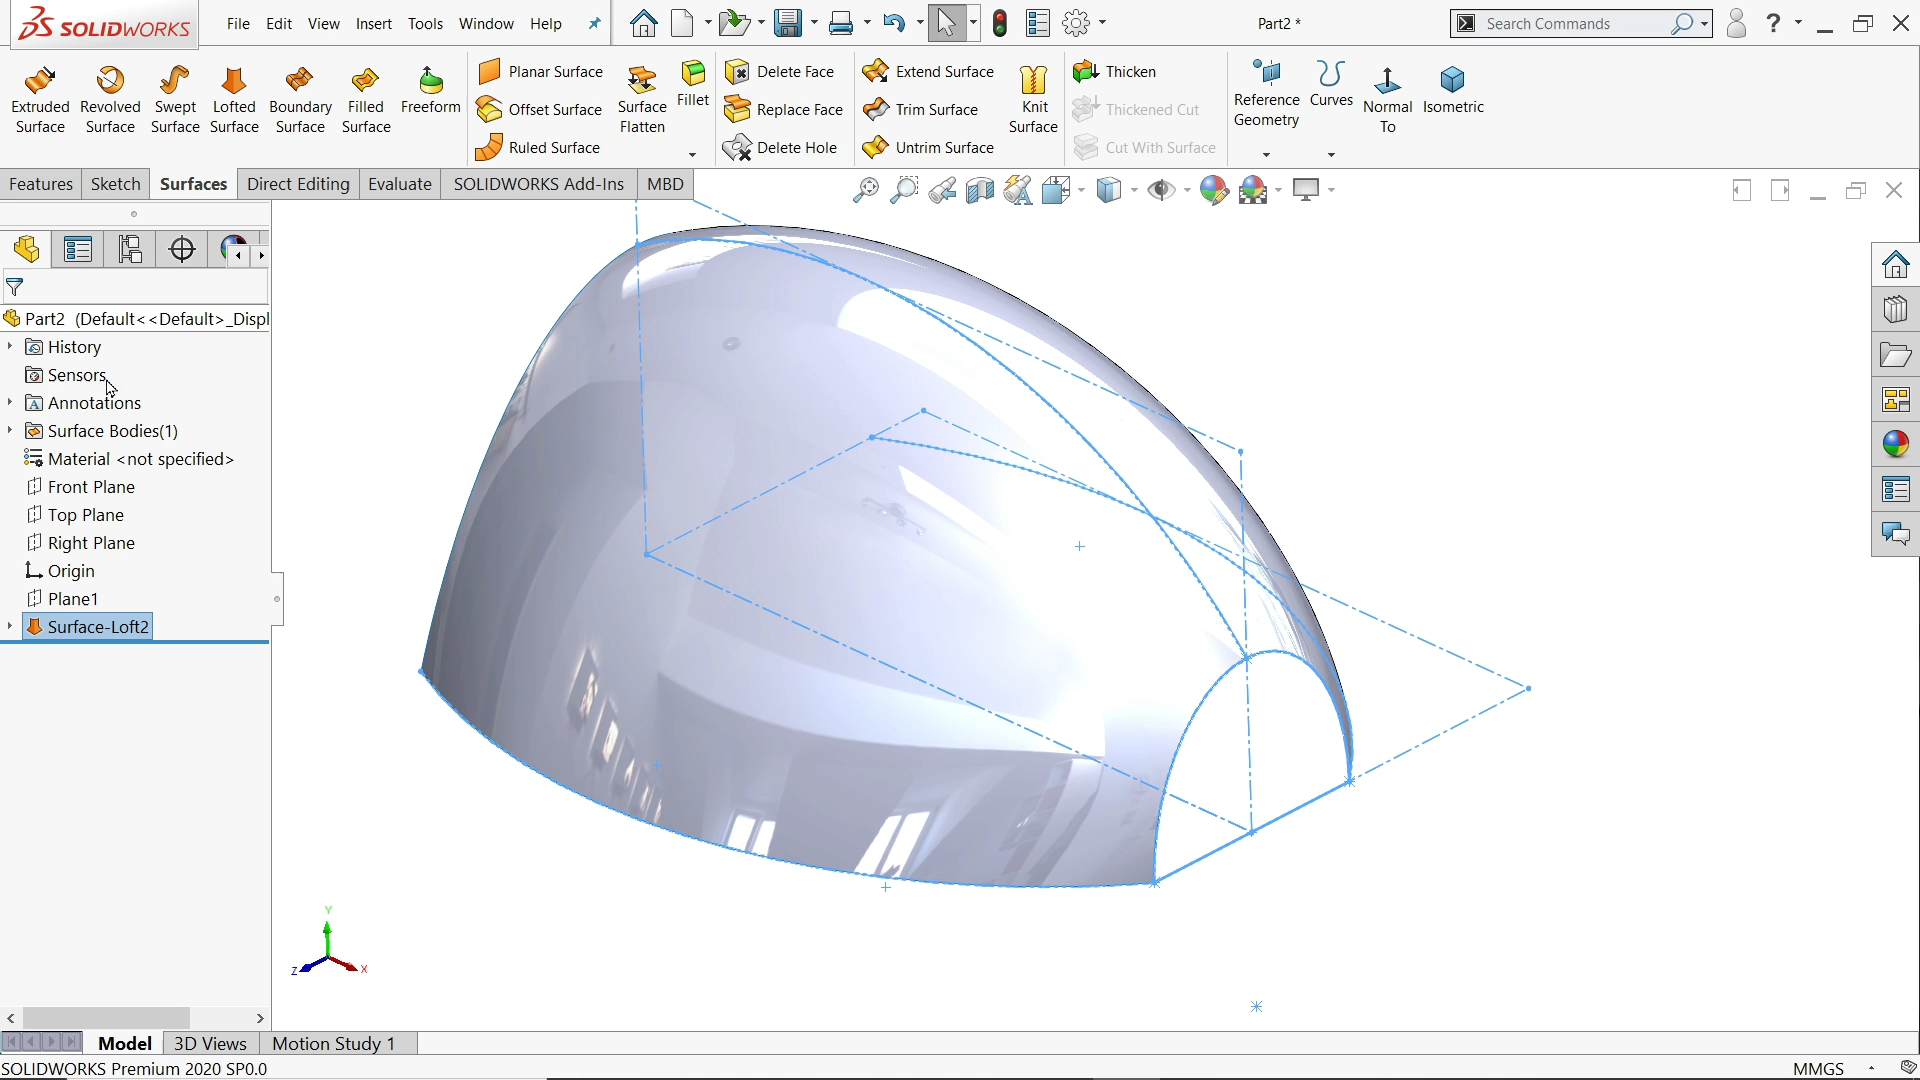 SOLIDWORKS
File Edit View Insert Tools Window Help
Part2 *
Search Commands
?
Extruded Surface
Revolved Surface
Swept Surface
Lofted Surface
Boundary Surface
Filled Surface
Freeform
Planar Surface
Offset Surface
Ruled Surface
Surface Flatten
Fillet
Delete Face
Replace Face
Delete Hole
Extend Surface
Trim Surface
Untrim Surface
Knit Surface
Thicken
Thickened Cut
Cut With Surface
Reference Geometry
Curves
Normal To
Isometric
Features Sketch Surfaces Direct Editing Evaluate SOLIDWORKS Add-Ins MBD
Part2 (Default<<Default>_Displ
History
Sensors
Annotations
Surface Bodies(1)
Material <not specified>
Front Plane
Top Plane
Right Plane
Origin
Plane1
Surface-Loft2
Y
Z
X
Model 3D Views Motion Study 1
SOLIDWORKS Premium 2020 SP0.0
MMGS